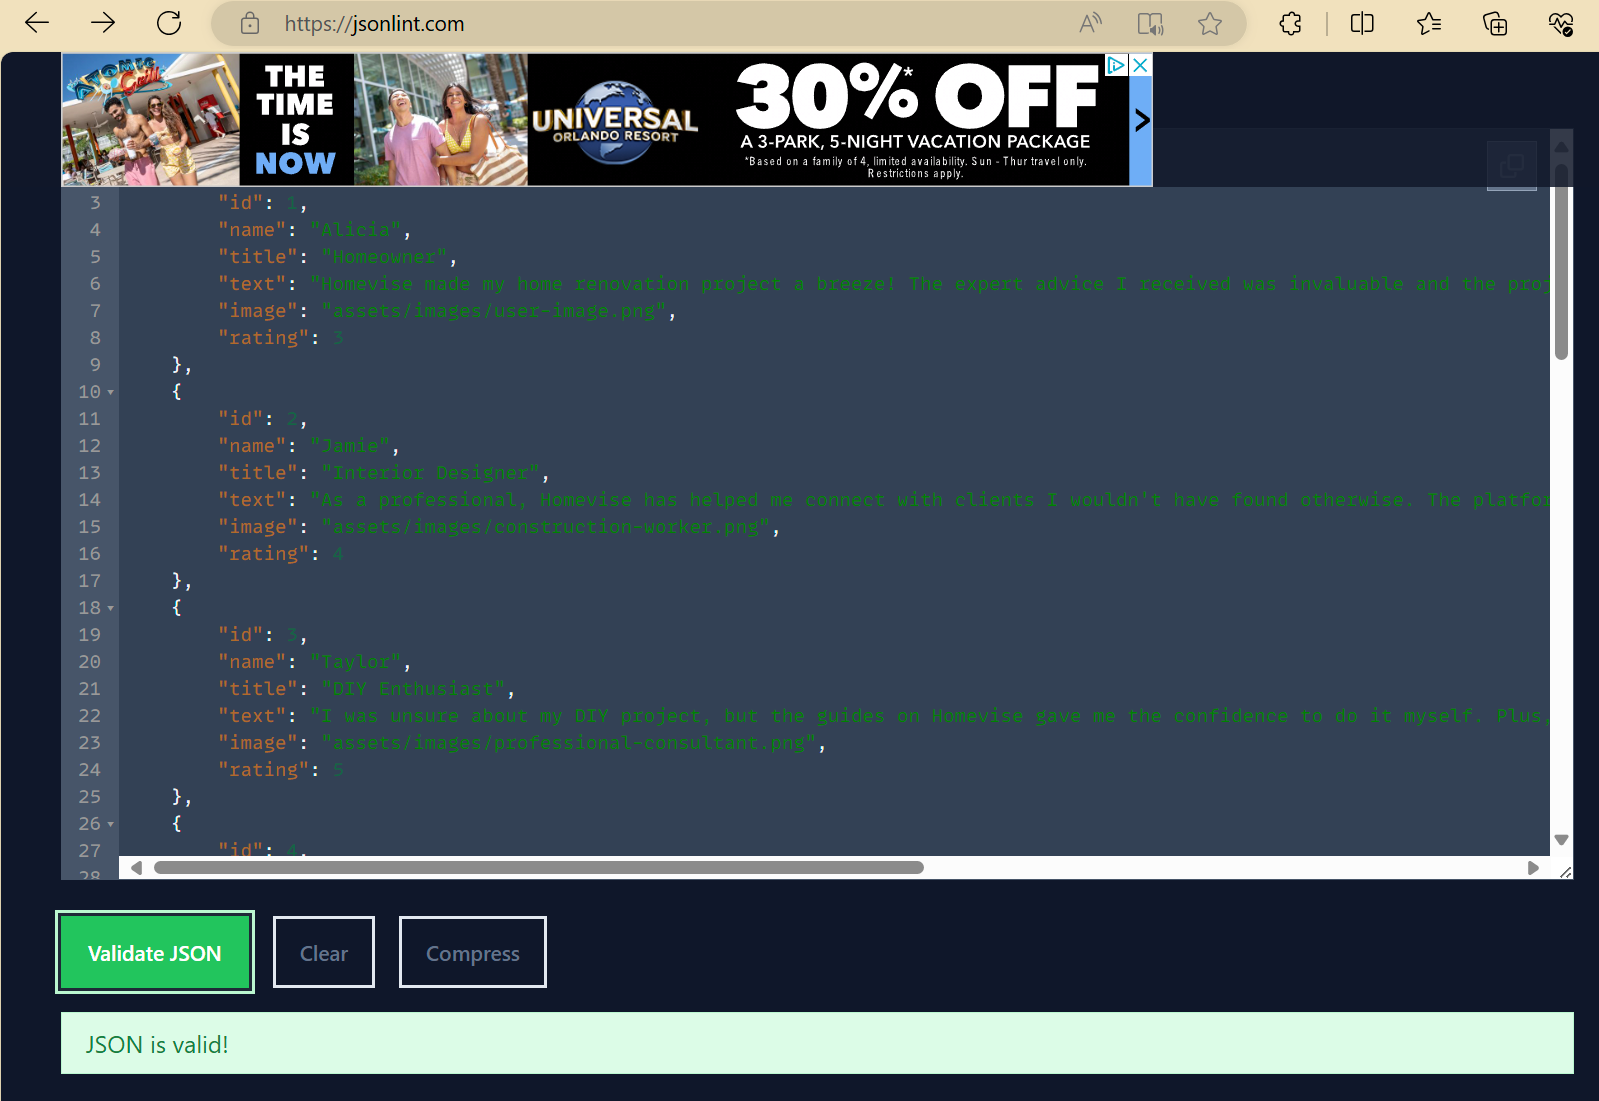 https://jsonlint.com
ATOMIC
Grill
THE
TIME
IS
NOW
UNIVERSAL
ORLANDO RESORT
30%* OFF
A 3-PARK, 5-NIGHT VACATION PACKAGE
*Based on a family of 4, limited availability. Sun - Thur travel only.
Restrictions apply.
3 "id": 1,
4 "name": "Alicia",
5 "title": "Homeowner",
6 "text": "Homevise made my home renovation project a breeze! The expert advice I received was invaluable and the proj
7 "image": "assets/images/user-image.png",
8 "rating": 3
9 },
10 {
11 "id": 2,
12 "name": "Jamie",
13 "title": "Interior Designer",
14 "text": "As a professional, Homevise has helped me connect with clients I wouldn't have found otherwise. The platfor
15 "image": "assets/images/construction-worker.png",
16 "rating": 4
17 },
18 {
19 "id": 3,
20 "name": "Taylor",
21 "title": "DIY Enthusiast",
22 "text": "I was unsure about my DIY project, but the guides on Homevise gave me the confidence to do it myself. Plus,
23 "image": "assets/images/professional-consultant.png",
24 "rating": 5
25 },
26 {
27 "id": 4,
28
Validate JSON
Clear
Compress
JSON is valid!